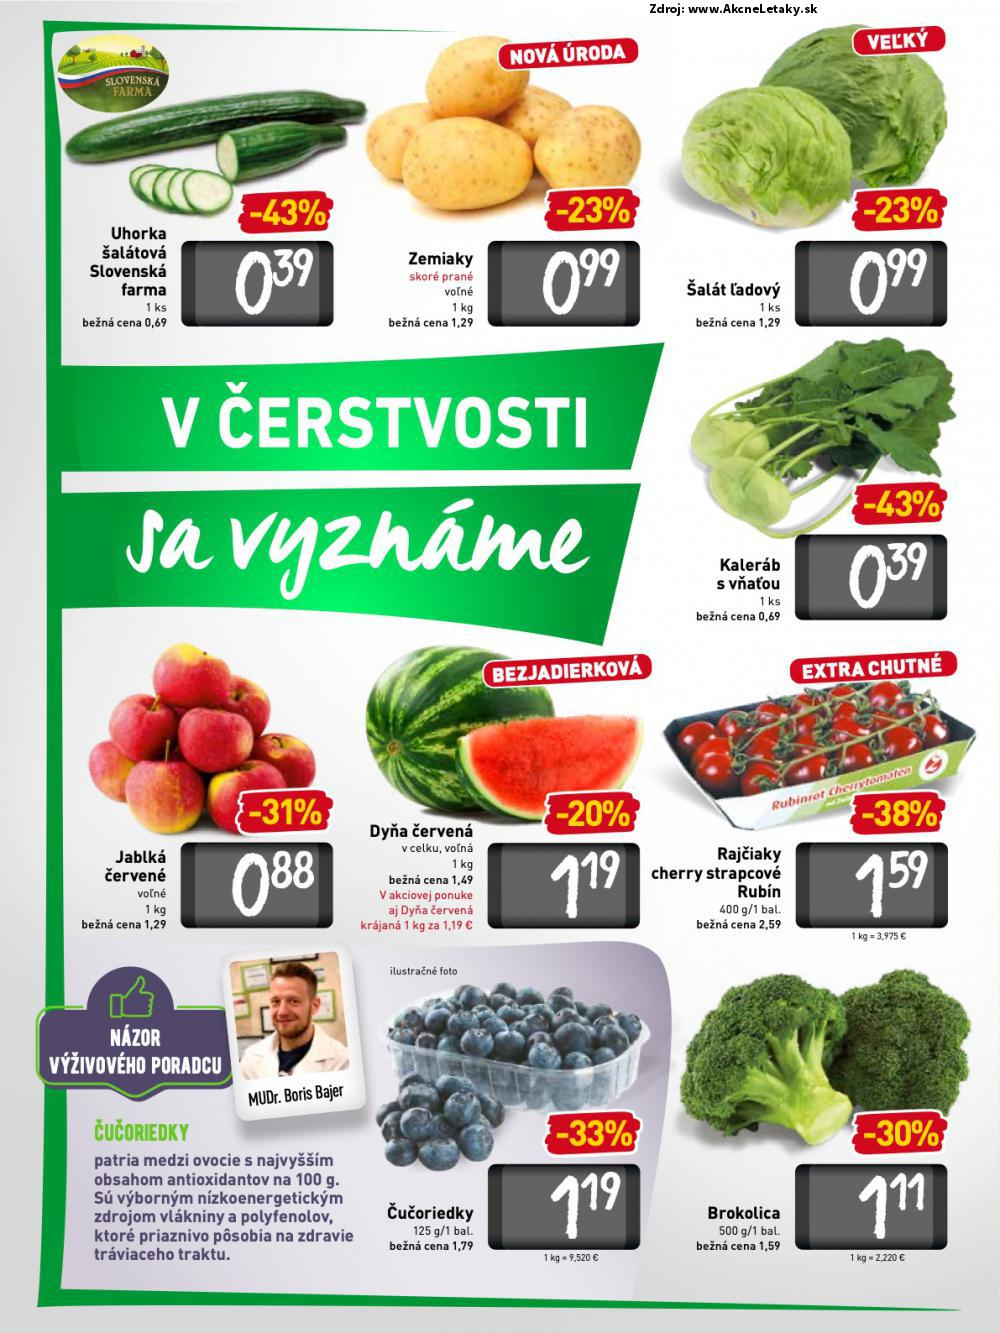 Zdroj: www.AkcneLetaky.sk
SLOVENSKÁ
FARMA
-43%
Uhorka
šalátová
Slovenská
farma
1 ks
bežná cena 0,69
0 39
NOVÁ ÚRODA
-23%
Zemiaky
skoré prané
voľné
1 kg
bežná cena 1,29
0 99
VEĽKÝ
-23%
Šalát ľadový
1 ks
bežná cena 1,29
0 99
V ČERSTVOSTI
sa vyznáme
-43%
Kaleráb
s vňaťou
1 ks
bežná cena 0,69
0 39
-31%
Jablká
červené
voľné
1 kg
bežná cena 1,29
0 88
BEZJADIERKOVÁ
-20%
Dyňa červená
v celku, voľná
1 kg
bežná cena 1,49
V akciovej ponuke
aj Dyňa červená
krájaná 1 kg za 1,19 €
1 19
EXTRA CHUTNÉ
Rubinrot Cherrytomaten
-38%
Rajčiaky
cherry strapcové
Rubín
400 g/1 bal.
bežná cena 2,59
1 59
1 kg = 3,975 €
NÁZOR
VÝŽIVOVÉHO PORADCU
MUDr. Boris Bajer
ČUČORIEDKY
patria medzi ovocie s najvyšším
obsahom antioxidantov na 100 g.
Sú výborným nízkoenergetickým
zdrojom vlákniny a polyfenolov,
ktoré priaznivo pôsobia na zdravie
tráviaceho traktu.
ilustračné foto
-33%
Čučoriedky
125 g/1 bal.
bežná cena 1,79
1 19
1 kg = 9,520 €
-30%
Brokolica
500 g/1 bal.
bežná cena 1,59
1 11
1 kg = 2,220 €